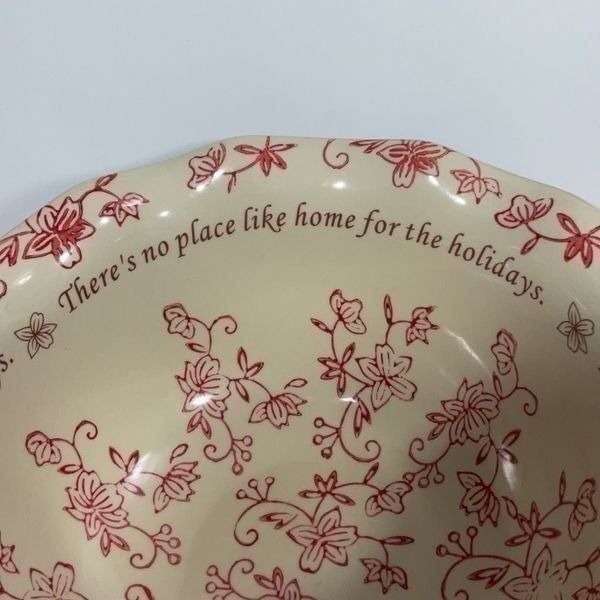 There's no place like home for the holidays.
s.